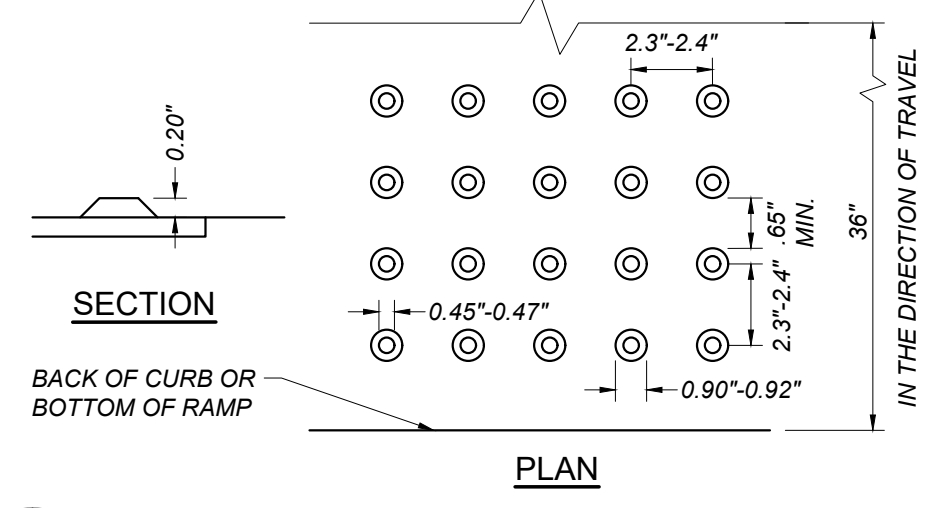 2.3"-2.4"
0.20"
.65"
MIN.
36"
IN THE DIRECTION OF TRAVEL
2.3"-2.4"
SECTION
0.45"-0.47"
BACK OF CURB OR
BOTTOM OF RAMP
0.90"-0.92"
PLAN